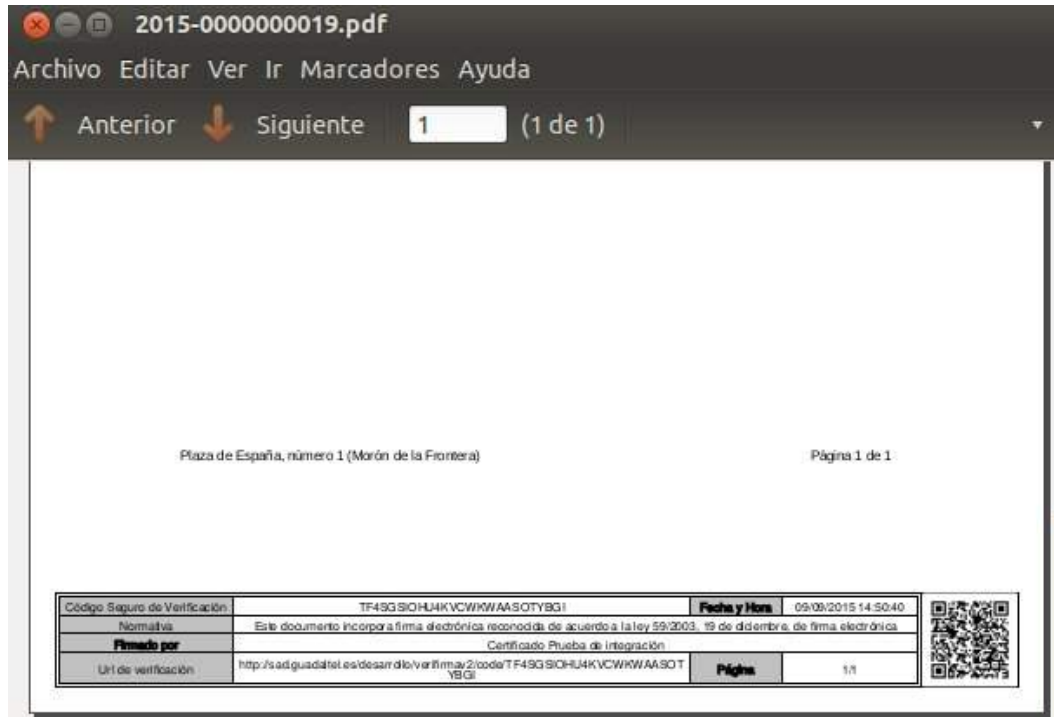 2015-0000000019.pdf
Archivo Editar Ver Ir Marcadores Ayuda
Anterior Siguiente 1 (1 de 1)
Plaza de España, número 1 (Morón de la Frontera) Página 1 de 1
Código Seguro de Verificación TF4SGSIOHU4KVCWKWAASOTYBGI Fecha y Hora 09/09/2015 14:50:40
Normativa Este documento incorpora firma electrónica reconocida de acuerdo a la ley 59/2003, 19 de diciembre, de firma electrónica
Firmado por Certificado Prueba de integración
Url de verificación http://sed.guadaltel.es/desarrollo/verifirmav2/code/TF4SGSIOHU4KVCWKWAASOT Página 1/1
YBGI